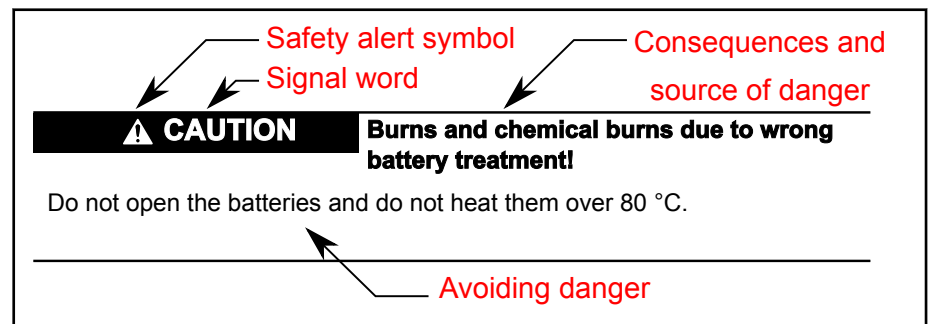 Safety alert symbol
Consequences and
Signal word
source of danger
CAUTION
Burns and chemical burns due to wrong
battery treatment!
Do not open the batteries and do not heat them over 80 °C.
Avoiding danger